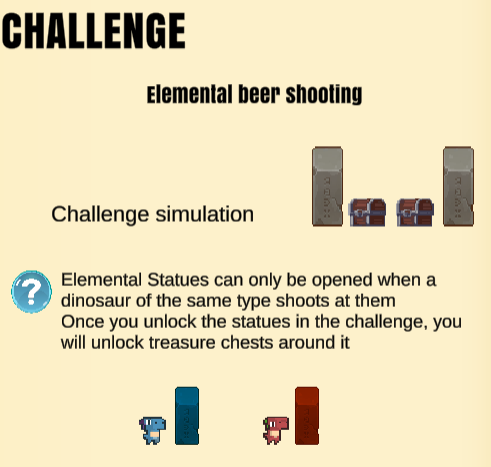 CHALLENGE
Elemental beer shooting
Challenge simulation
Elemental Statues can only be opened when a
dinosaur of the same type shoots at them
Once you unlock the statues in the challenge, you
will unlock treasure chests around it